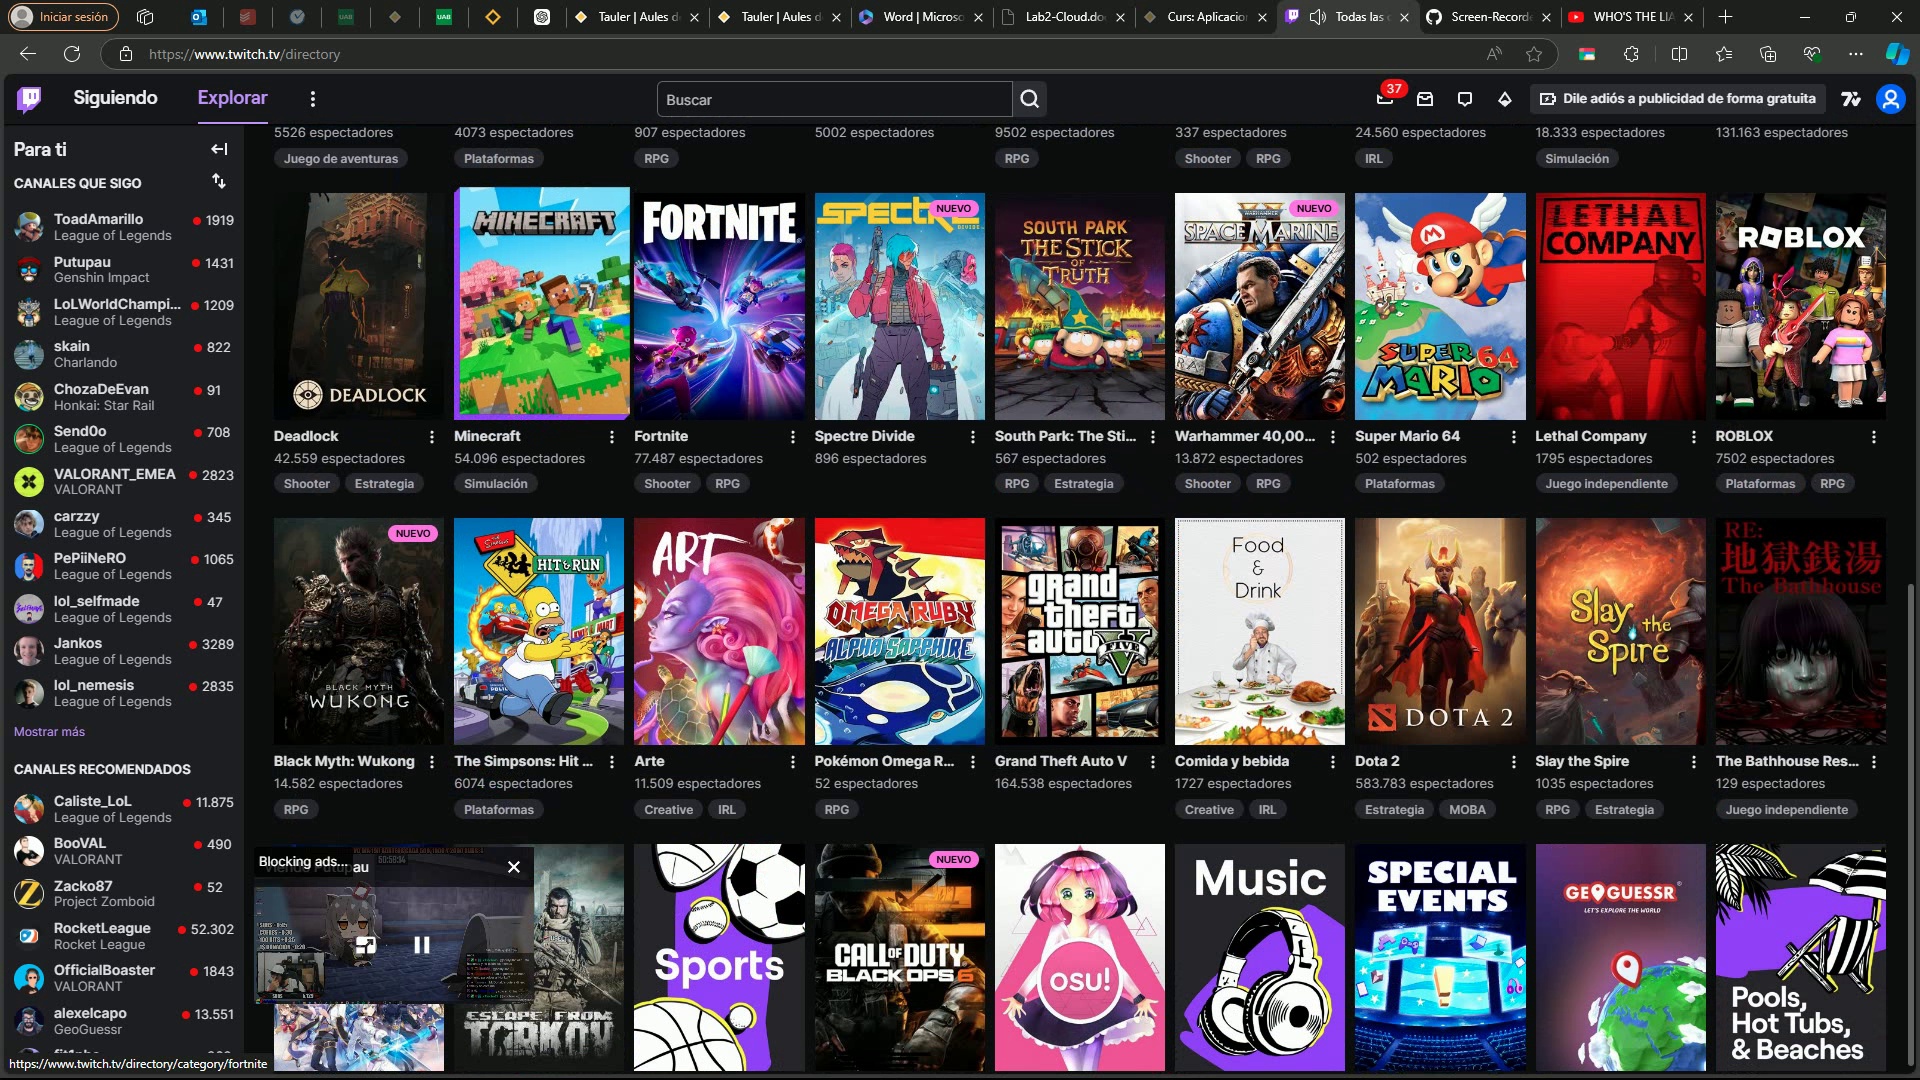 Iniciar sesión
Tauler | Aules de
Tauler | Aules de
Word | Microso
Lab2-Cloud.do
Curs: Aplicacion
Todas las c
Screen-Recorde
WHO'S THE LIA
https://www.twitch.tv/directory
Siguiendo
Explorar
Buscar
37
Dile adiós a publicidad de forma gratuita
Para ti
CANALES QUE SIGO
ToadAmarillo
1919
League of Legends
Putupau
1431
Genshin Impact
LoLWorldChampi...
1209
League of Legends
skain
822
Charlando
ChozaDeEvan
91
Honkai: Star Rail
Send0o
708
League of Legends
VALORANT_EMEA
2823
VALORANT
carzzy
345
League of Legends
PePiiNeRO
1065
League of Legends
lol_selfmade
47
League of Legends
Jankos
3289
League of Legends
lol_nemesis
2835
League of Legends
Mostrar más
CANALES RECOMENDADOS
Caliste_LoL
11.875
League of Legends
BooVAL
490
VALORANT
Zacko87
52
Project Zomboid
RocketLeague
52.302
Rocket League
OfficialBoaster
1843
VALORANT
alexelcapo
13.551
GeoGuessr
https://www.twitch.tv/directory/category/fortnite
5526 espectadores
4073 espectadores
907 espectadores
5002 espectadores
9502 espectadores
337 espectadores
24.560 espectadores
18.333 espectadores
131.163 espectadores
Juego de aventuras
Plataformas
RPG
RPG
Shooter
RPG
IRL
Simulación
DEADLOCK
MINECRAFT
FORTNITE
NUEVO
SPECTRE
DIVIDE
SOUTH PARK
THE STICK
OF
TRUTH
NUEVO
WARHAMMER
SPACE MARINE
SUPER
MARIO 64
LETHAL
COMPANY
ROBLOX
Deadlock
Minecraft
Fortnite
Spectre Divide
South Park: The Sti...
Warhammer 40,00...
Super Mario 64
Lethal Company
ROBLOX
42.559 espectadores
54.096 espectadores
77.487 espectadores
896 espectadores
567 espectadores
13.872 espectadores
502 espectadores
1795 espectadores
7502 espectadores
Shooter
Estrategia
Simulación
Shooter
RPG
RPG
Estrategia
Shooter
RPG
Plataformas
Juego independiente
Plataformas
RPG
NUEVO
BLACK MYTH
WUKONG
The Simpsons
HIT & RUN
ART
OMEGA RUBY
ALPHA SAPPHIRE
grand
theft
auto
FIVE
Food
&
Drink
DOTA 2
Slay the
Spire
RE:
地獄銭湯
The Bathhouse
Black Myth: Wukong
The Simpsons: Hit ...
Arte
Pokémon Omega R...
Grand Theft Auto V
Comida y bebida
Dota 2
Slay the Spire
The Bathhouse Res...
14.582 espectadores
6074 espectadores
11.509 espectadores
52 espectadores
164.538 espectadores
1727 espectadores
583.783 espectadores
1035 espectadores
129 espectadores
RPG
Plataformas
Creative
IRL
RPG
Creative
IRL
Estrategia
MOBA
RPG
Estrategia
Juego independiente
Blocking ads...
Viendo Putupau
ESCAPE FROM
TARKOV
Sports
NUEVO
CALL OF DUTY
BLACK OPS 6
osu!
Music
SPECIAL
EVENTS
GEOGUESSR
LET'S EXPLORE THE WORLD
Pools,
Hot Tubs,
& Beaches